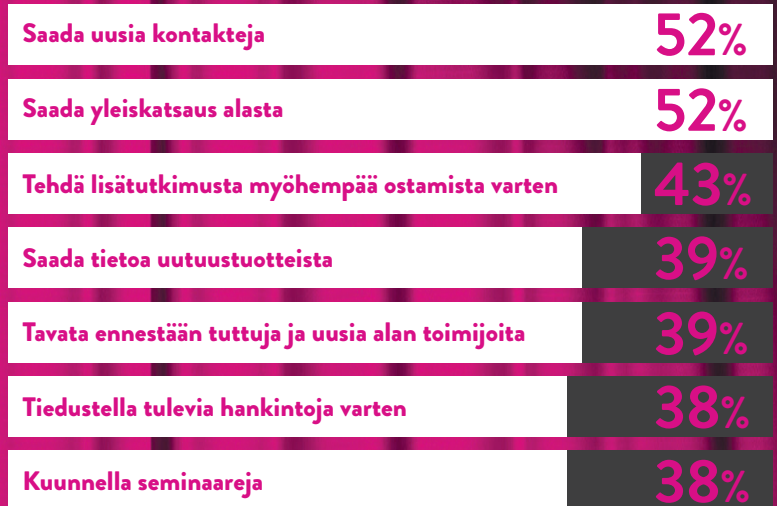 Saada uusia kontakteja 52%
Saada yleiskatsaus alasta 52%
Tehdä lisätutkimusta myöhempää ostamista varten 43%
Saada tietoa uutuustuotteista 39%
Tavata ennestään tuttuja ja uusia alan toimijoita 39%
Tiedustella tulevia hankintoja varten 38%
Kuunnella seminaareja 38%